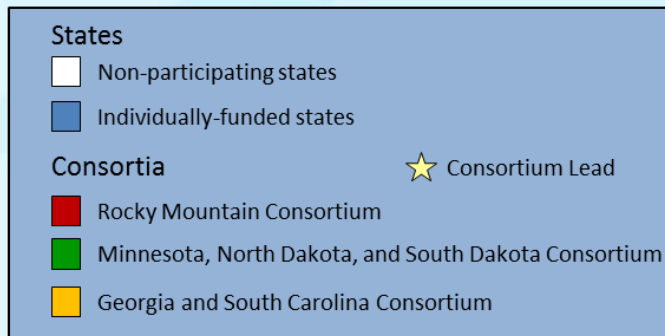 States
Non-participating states
Individually-funded states
Consortia
Consortium Lead
Rocky Mountain Consortium
Minnesota, North Dakota, and South Dakota Consortium
Georgia and South Carolina Consortium